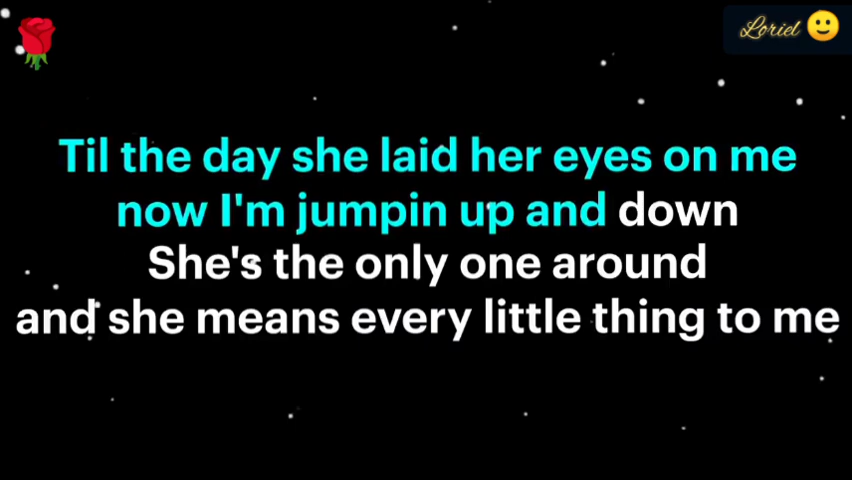 Loriel
Til the day she laid her eyes on me
now I'm jumpin up and down
She's the only one around
and she means every little thing to me